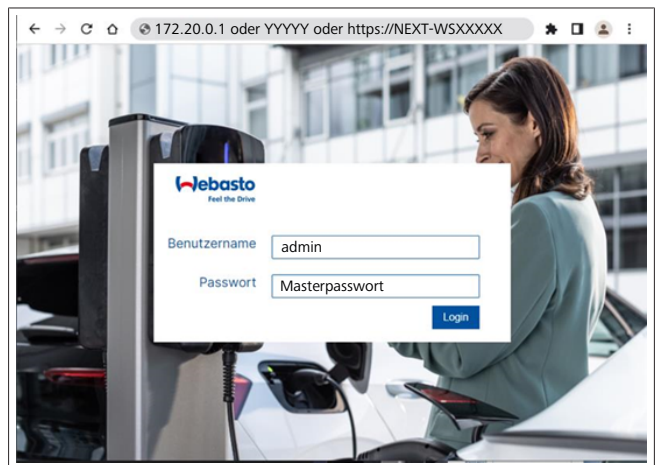 172.20.0.1 oder YYYYY oder https://NEXT-WSXXXXX
Webasto
Feel the Drive
Benutzername
admin
Passwort
Masterpasswort
Login